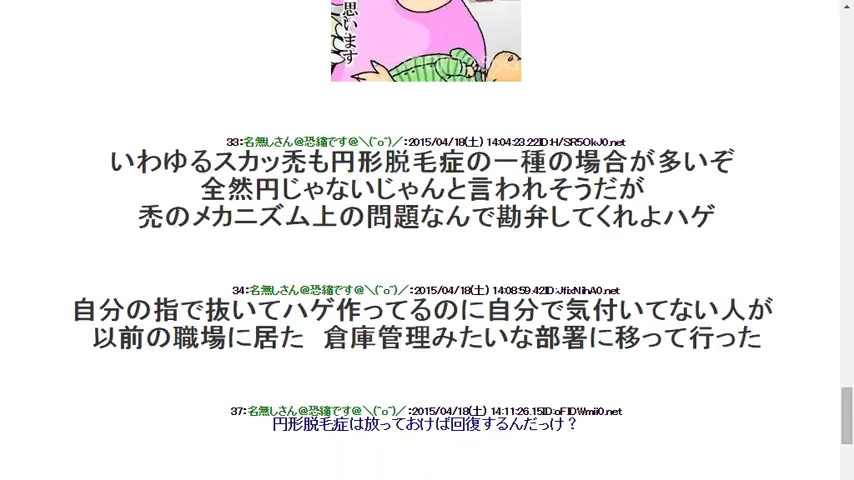 思います
33：名無しさん＠恐縮です＠＼(^o^)／：2015/04/18(土) 14:04:23.22ID:H/SR5OkJ0.net
いわゆるスカッ禿も円形脱毛症の一種の場合が多いぞ
全然円じゃないじゃんと言われそうだが
禿のメカニズム上の問題なんで勘弁してくれよハゲ
34：名無しさん＠恐縮です＠＼(^o^)／：2015/04/18(土) 14:08:59.42ID:JfixNihA0.net
自分の指で抜いてハゲ作ってるのに自分で気付いてない人が
以前の職場に居た　倉庫管理みたいな部署に移って行った
37：名無しさん＠恐縮です＠＼(^o^)／：2015/04/18(土) 14:11:26.15ID:oFIDWmii0.net
円形脱毛症は放っておけば回復するんだっけ？